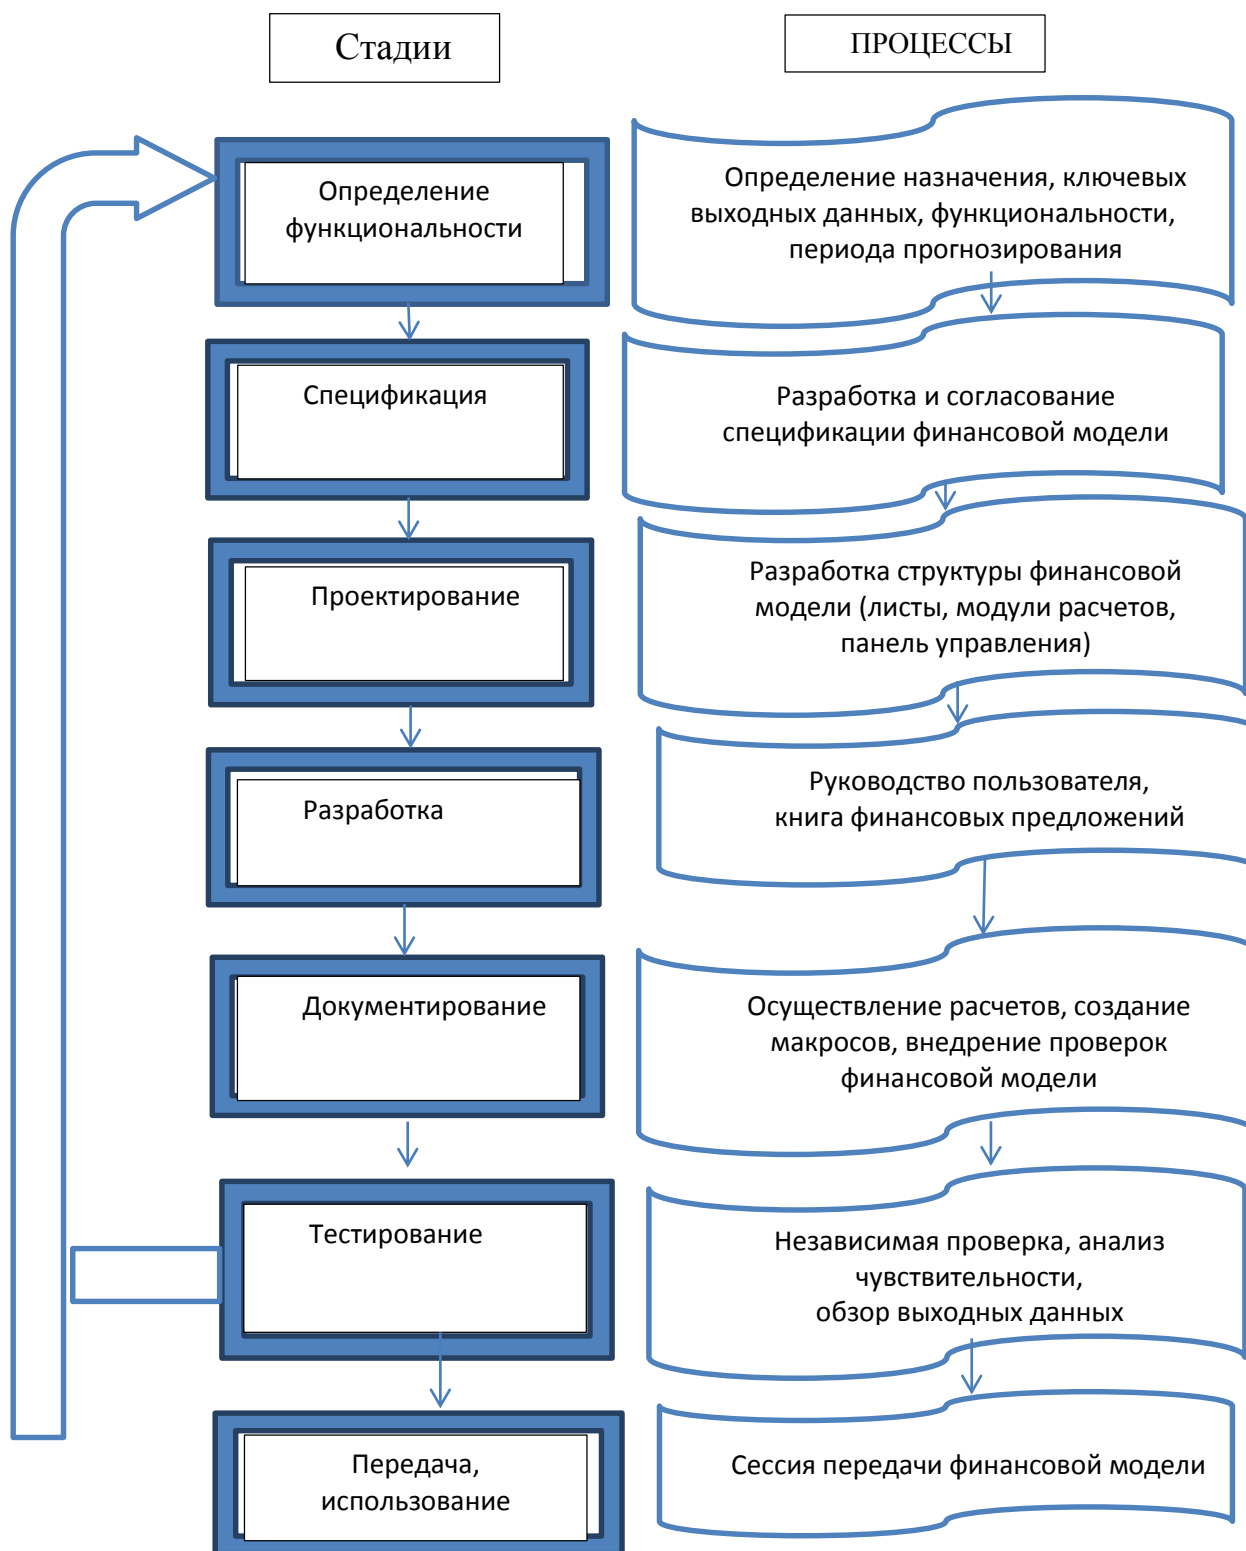 Стадии
ПРОЦЕССЫ
Определение
функциональности
Определение назначения, ключевых
выходных данных, функциональности,
периода прогнозирования
Спецификация
Разработка и согласование
спецификации финансовой модели
Проектирование
Разработка структуры финансовой
модели (листы, модули расчетов,
панель управления)
Разработка
Руководство пользователя,
книга финансовых предложений
Документирование
Осуществление расчетов, создание
макросов, внедрение проверок
финансовой модели
Тестирование
Независимая проверка, анализ
чувствительности,
обзор выходных данных
Передача,
использование
Сессия передачи финансовой модели